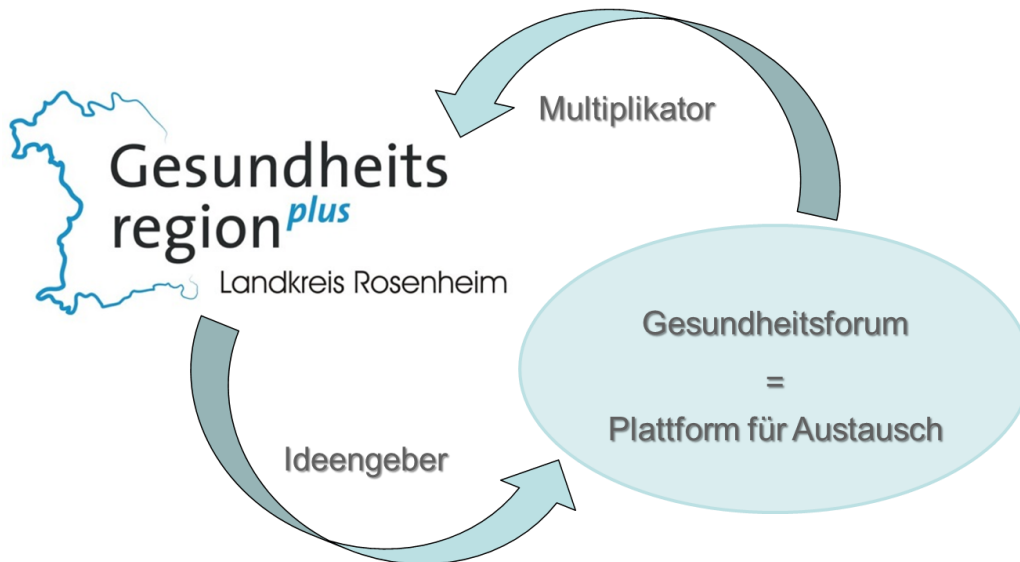 Multiplikator
Gesundheits
region plus
Landkreis Rosenheim
Gesundheitsforum
=
Plattform für Austausch
Ideengeber